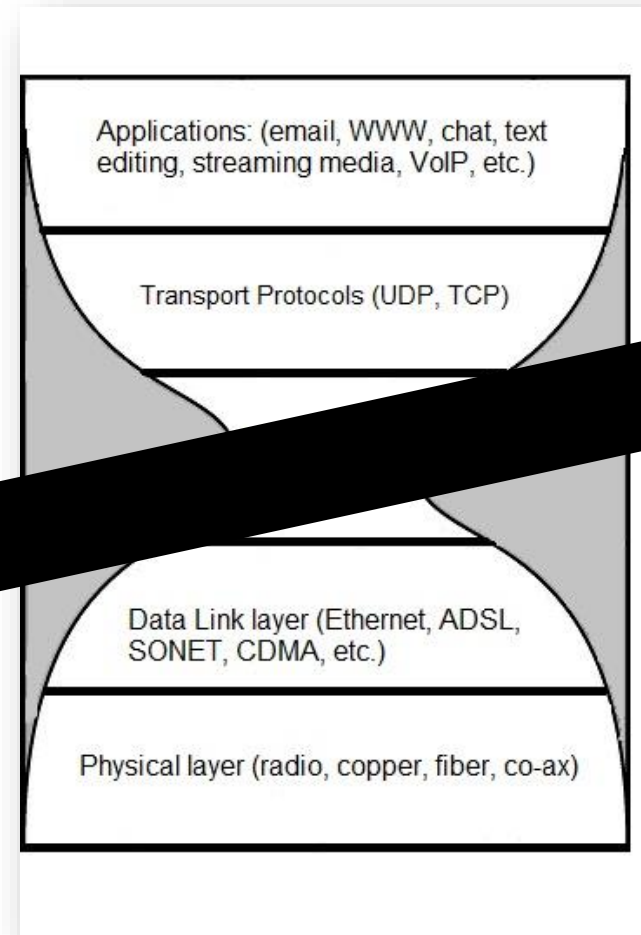 Applications: (email, WWW, chat, text
editing, streaming media, VoIP, etc.)
Transport Protocols (UDP, TCP)
Data Link layer (Ethernet, ADSL,
SONET, CDMA, etc.)
Physical layer (radio, copper, fiber, co-ax)